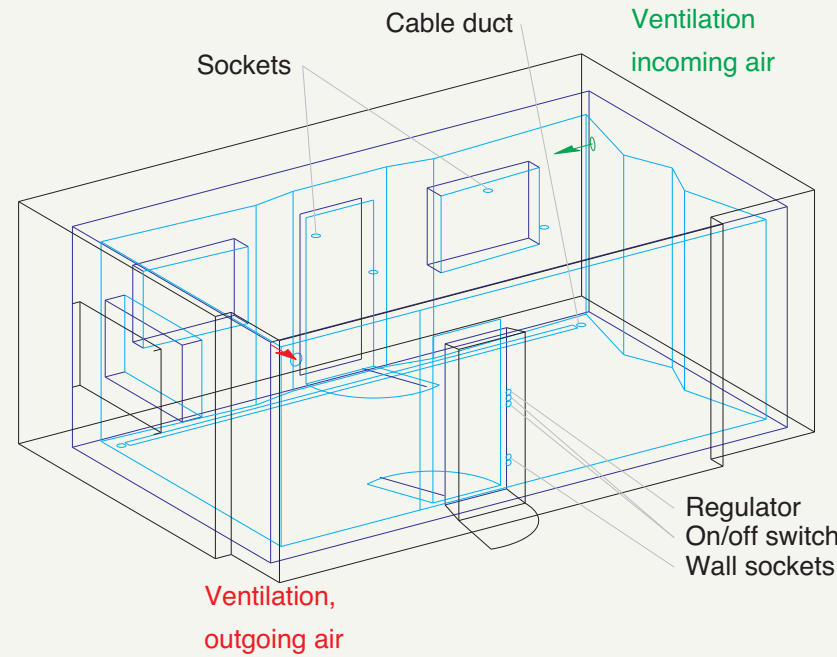 Cable duct
Ventilation
incoming air
Sockets
Regulator
On/off switch
Wall sockets
Ventilation,
outgoing air